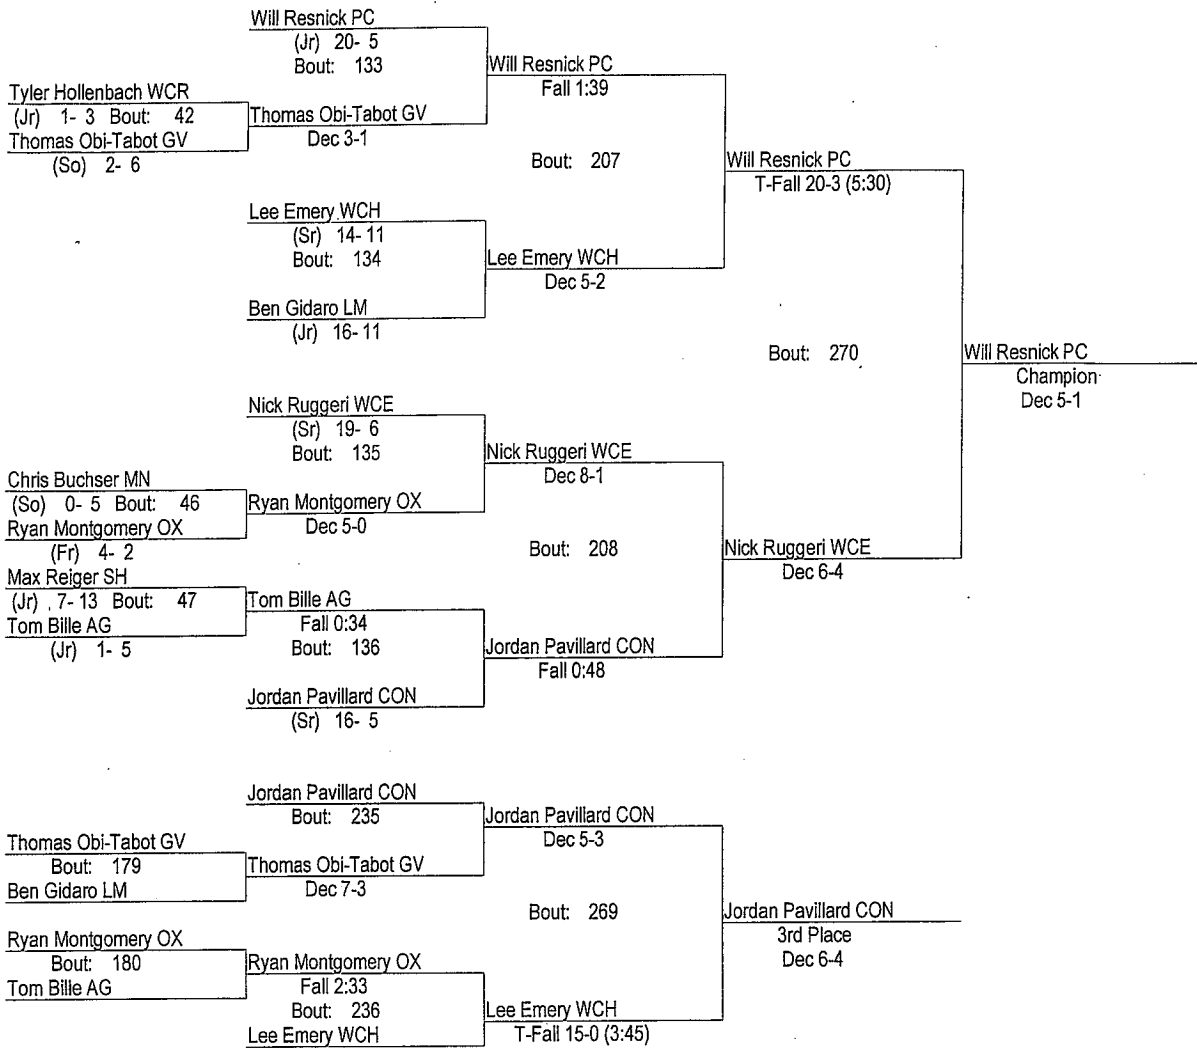 Will Resnick PC
(Jr) 20- 5
Bout: 133
Will Resnick PC
Fall 1:39
Tyler Hollenbach WCR
(Jr) 1- 3 Bout: 42
Thomas Obi-Tabot GV
(So) 2- 6
Thomas Obi-Tabot GV
Dec 3-1
Bout: 207
Will Resnick PC
T-Fall 20-3 (5:30)
Lee Emery WCH
(Sr) 14- 11
Bout: 134
Lee Emery WCH
Dec 5-2
Ben Gidaro LM
(Jr) 16- 11
Bout: 270
Will Resnick PC
Champion
Dec 5-1
Nick Ruggeri WCE
(Sr) 19- 6
Bout: 135
Nick Ruggeri WCE
Dec 8-1
Chris Buchser MN
(So) 0- 5 Bout: 46
Ryan Montgomery OX
(Fr) 4- 2
Ryan Montgomery OX
Dec 5-0
Bout: 208
Nick Ruggeri WCE
Dec 6-4
Max Reiger SH
(Jr) 7- 13 Bout: 47
Tom Bille AG
(Jr) 1- 5
Tom Bille AG
Fall 0:34
Bout: 136
Jordan Pavillard CON
Fall 0:48
Jordan Pavillard CON
(Sr) 16- 5
Jordan Pavillard CON
Bout: 235
Jordan Pavillard CON
Dec 5-3
Thomas Obi-Tabot GV
Bout: 179
Ben Gidaro LM
Thomas Obi-Tabot GV
Dec 7-3
Bout: 269
Jordan Pavillard CON
3rd Place
Dec 6-4
Ryan Montgomery OX
Bout: 180
Tom Bille AG
Ryan Montgomery OX
Fall 2:33
Bout: 236
Lee Emery WCH
Lee Emery WCH
T-Fall 15-0 (3:45)